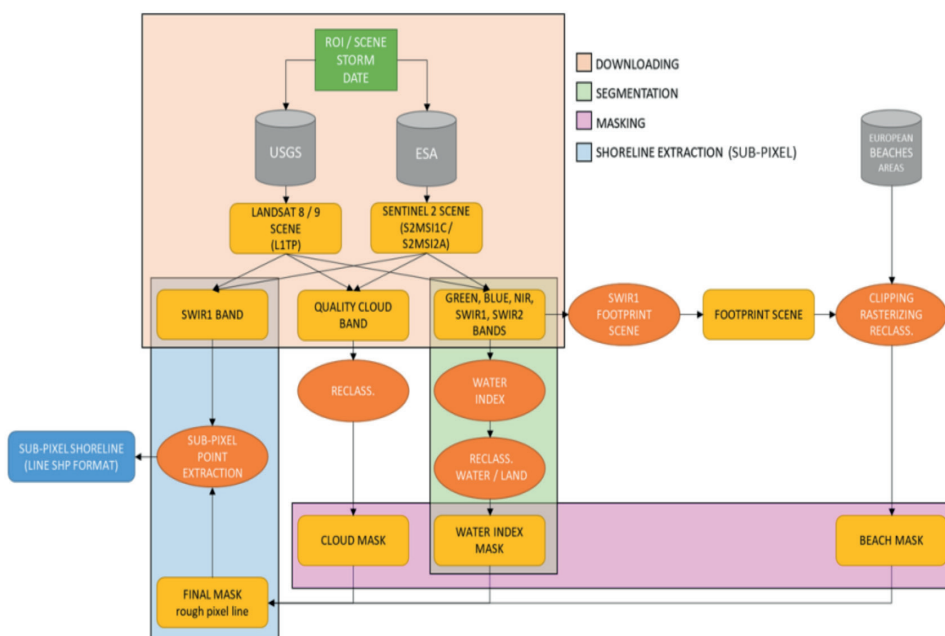 ROI / SCENE
STORM
DATE
DOWNLOADING
SEGMENTATION
MASKING
SHORELINE EXTRACTION (SUB-PIXEL)
USGS
ESA
EUROPEAN
BEACHES
AREAS
LANDSAT 8 / 9
SCENE
(L1TP)
SENTINEL 2 SCENE
(S2MSI1C /
S2MSI2A)
SWIR1 BAND
QUALITY CLOUD
BAND
GREEN, BLUE, NIR,
SWIR1, SWIR2
BANDS
SWIR1
FOOTPRINT
SCENE
FOOTPRINT SCENE
CLIPPING
RASTERIZING
RECLASS.
RECLASS.
WATER
INDEX
SUB-PIXEL SHORELINE
(LINE SHP FORMAT)
SUB-PIXEL
POINT
EXTRACTION
RECLASS.
WATER / LAND
CLOUD MASK
WATER INDEX
MASK
BEACH MASK
FINAL MASK
rough pixel line